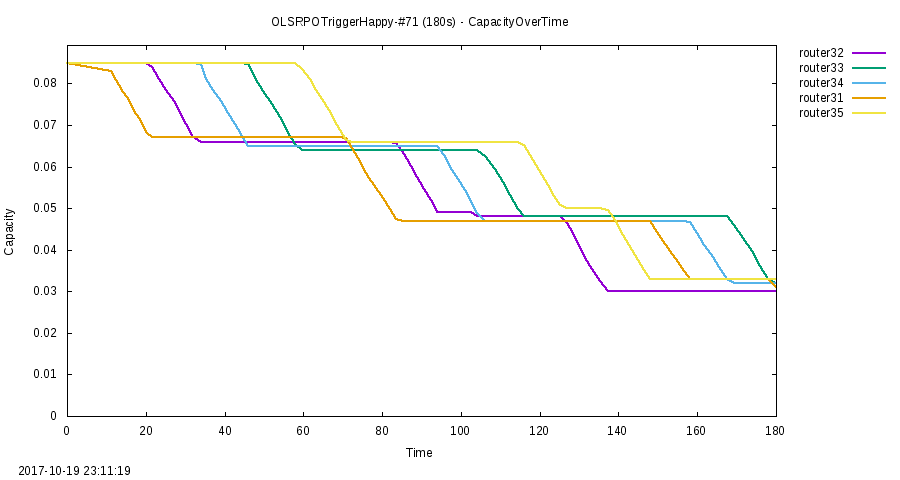 OLSRPOTriggerHappy-#71 (180s) - CapacityOverTime
router32
router33
router34
router31
router35
0.08
0.07
0.06
0.05
0.04
0.03
0.02
0.01
0
Capacity
0 20 40 60 80 100 120 140 160 180
Time
2017-10-19 23:11:19